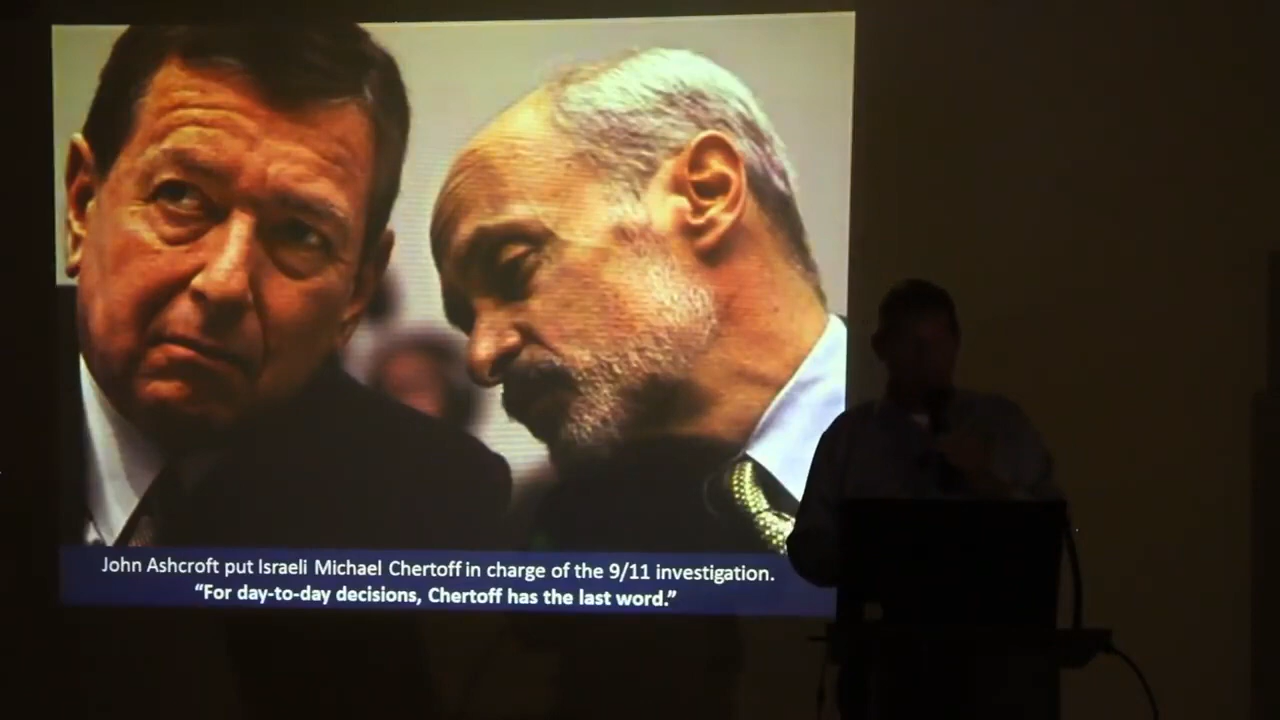 John Ashcroft put Israeli Michael Chertoff in charge of the 9/11 investigation.
“For day-to-day decisions, Chertoff has the last word.”